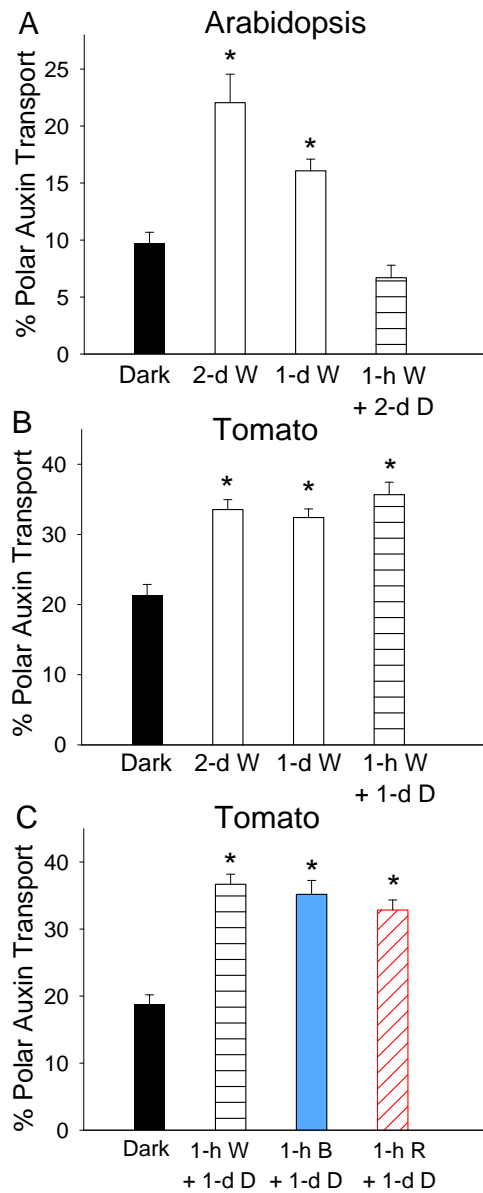 A Arabidopsis
% Polar Auxin Transport
25
20
15
10
5
0
*
*
Dark 2-d W 1-d W 1-h W
+ 2-d D
B Tomato
% Polar Auxin Transport
40
30
20
10
0
*
*
*
Dark 2-d W 1-d W 1-h W
+ 1-d D
C Tomato
% Polar Auxin Transport
40
30
20
10
0
*
*
*
Dark 1-h W 1-h B 1-h R
+ 1-d D + 1-d D + 1-d D